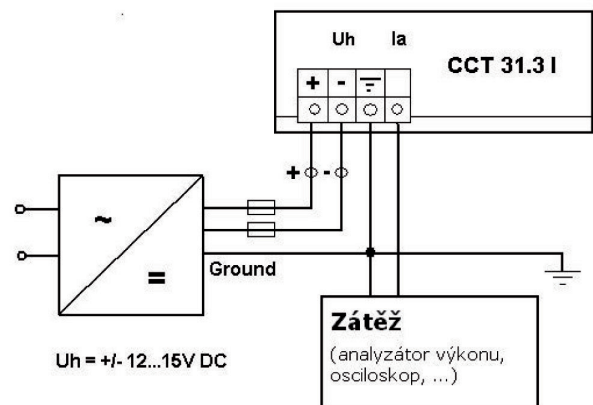 Uh Ia
CCT 31.3 I
+ -
+ -
~
=
Ground
Uh = +/- 12...15V DC
Zátěž
(analyzátor výkonu,
osciloskop, ...)